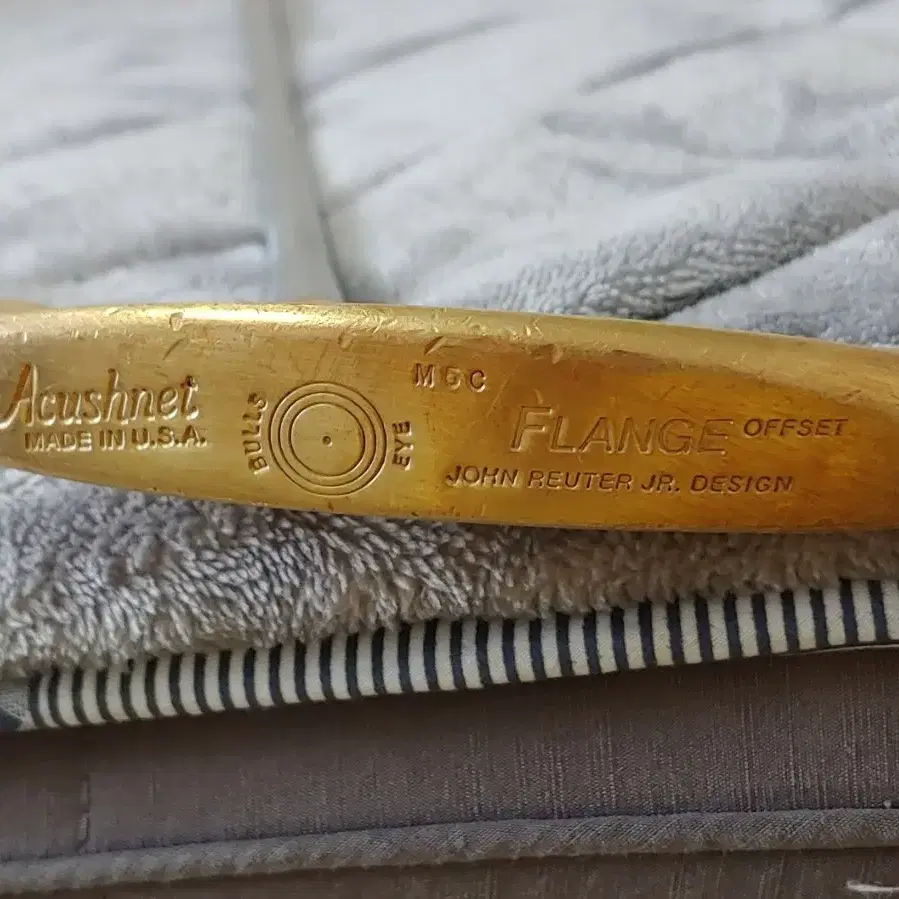 Acushnet
MADE IN U.S.A.
BULLS EYE
M5C
FLANGE OFFSET
JOHN REUTER JR. DESIGN